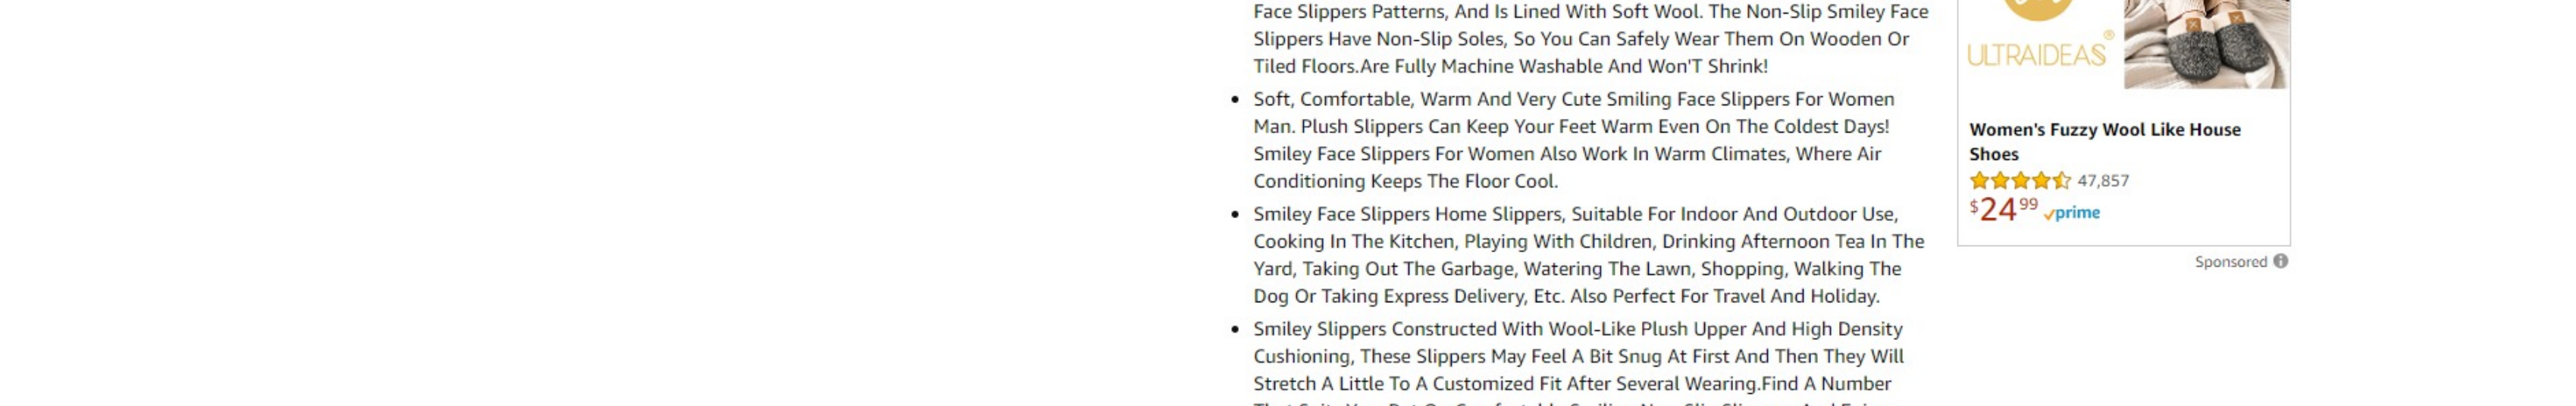 Face Slippers Patterns, And Is Lined With Soft Wool. The Non-Slip Smiley Face
Slippers Have Non-Slip Soles, So You Can Safely Wear Them On Wooden Or
Tiled Floors.Are Fully Machine Washable And Won'T Shrink!
• Soft, Comfortable, Warm And Very Cute Smiling Face Slippers For Women
Man. Plush Slippers Can Keep Your Feet Warm Even On The Coldest Days!
Smiley Face Slippers For Women Also Work In Warm Climates, Where Air
Conditioning Keeps The Floor Cool.
• Smiley Face Slippers Home Slippers, Suitable For Indoor And Outdoor Use,
Cooking In The Kitchen, Playing With Children, Drinking Afternoon Tea In The
Yard, Taking Out The Garbage, Watering The Lawn, Shopping, Walking The
Dog Or Taking Express Delivery, Etc. Also Perfect For Travel And Holiday.
• Smiley Slippers Constructed With Wool-Like Plush Upper And High Density
Cushioning, These Slippers May Feel A Bit Snug At First And Then They Will
Stretch A Little To A Customized Fit After Several Wearing.Find A Number
ULTRAIDEAS®
Women's Fuzzy Wool Like House
Shoes
47,857
$24.99 prime
Sponsored